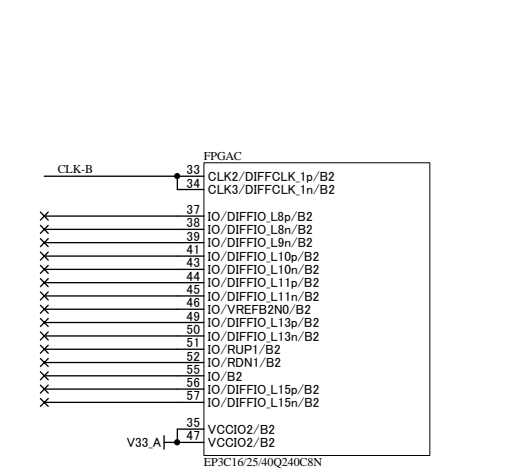 FPGAC
CLK-B 33 CLK2/DIFFCLK_1p/B2
34 CLK3/DIFFCLK_1n/B2
37 IO/DIFFIO_L8p/B2
38 IO/DIFFIO_L8n/B2
39 IO/DIFFIO_L9n/B2
41 IO/DIFFIO_L10p/B2
43 IO/DIFFIO_L10n/B2
44 IO/DIFFIO_L11p/B2
45 IO/DIFFIO_L11n/B2
46 IO/VREFB2N0/B2
49 IO/DIFFIO_L13p/B2
50 IO/DIFFIO_L13n/B2
51 IO/RUP1/B2
52 IO/RDN1/B2
55 IO/B2
56 IO/DIFFIO_L15p/B2
57 IO/DIFFIO_L15n/B2
35 VCCIO2/B2
V33_A 47 VCCIO2/B2
EP3C16/25/40Q240C8N